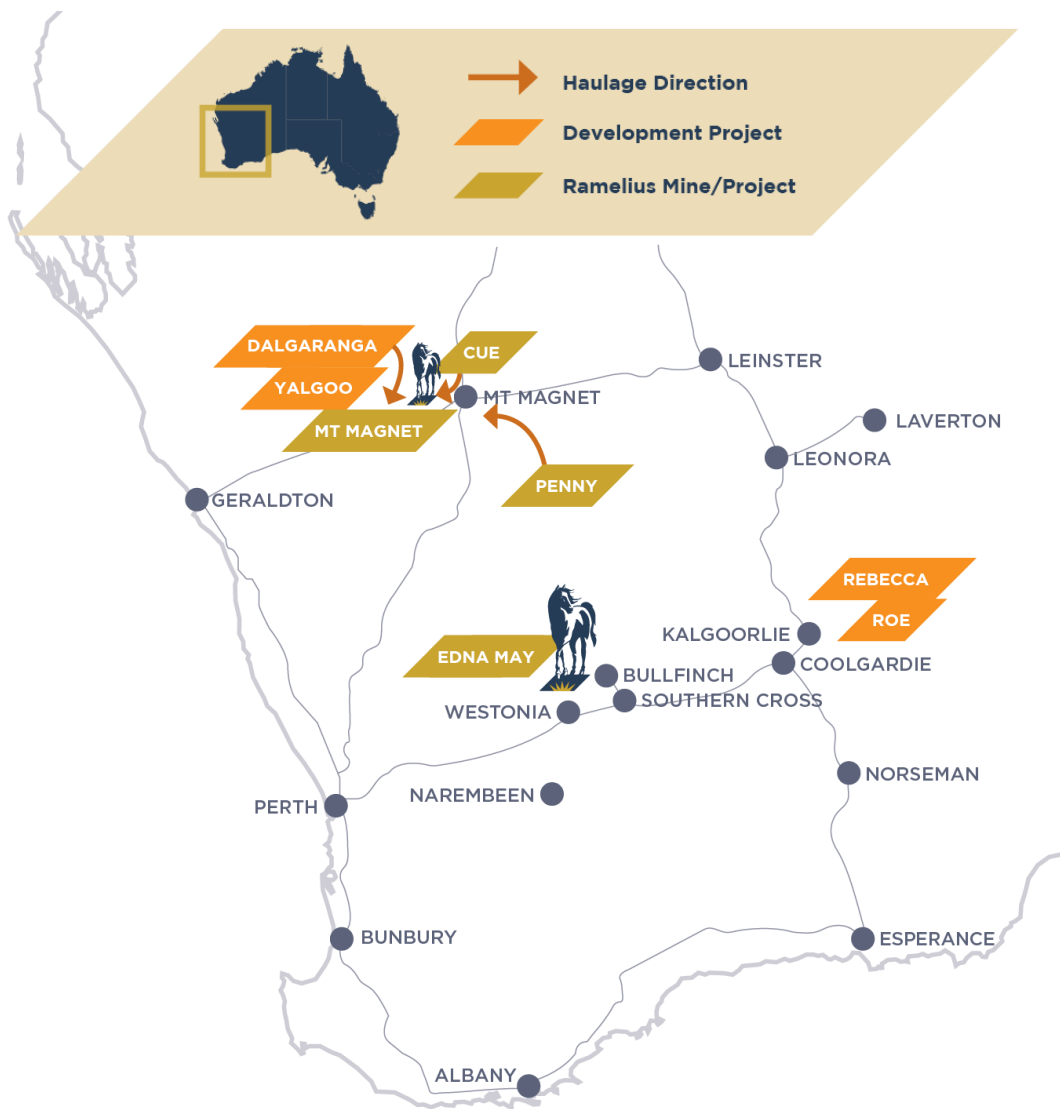 Haulage Direction
Development Project
Ramelius Mine/Project
DALGARANGA
CUE
LEINSTER
YALGOO
MT MAGNET
MT MAGNET
LAVERTON
LEONORA
PENNY
GERALDTON
REBECCA
ROE
KALGOORLIE
EDNA MAY
COOLGARDIE
BULLFINCH
SOUTHERN CROSS
WESTONIA
NORSEMAN
NAREMBEEN
PERTH
BUNBURY
ESPERANCE
ALBANY